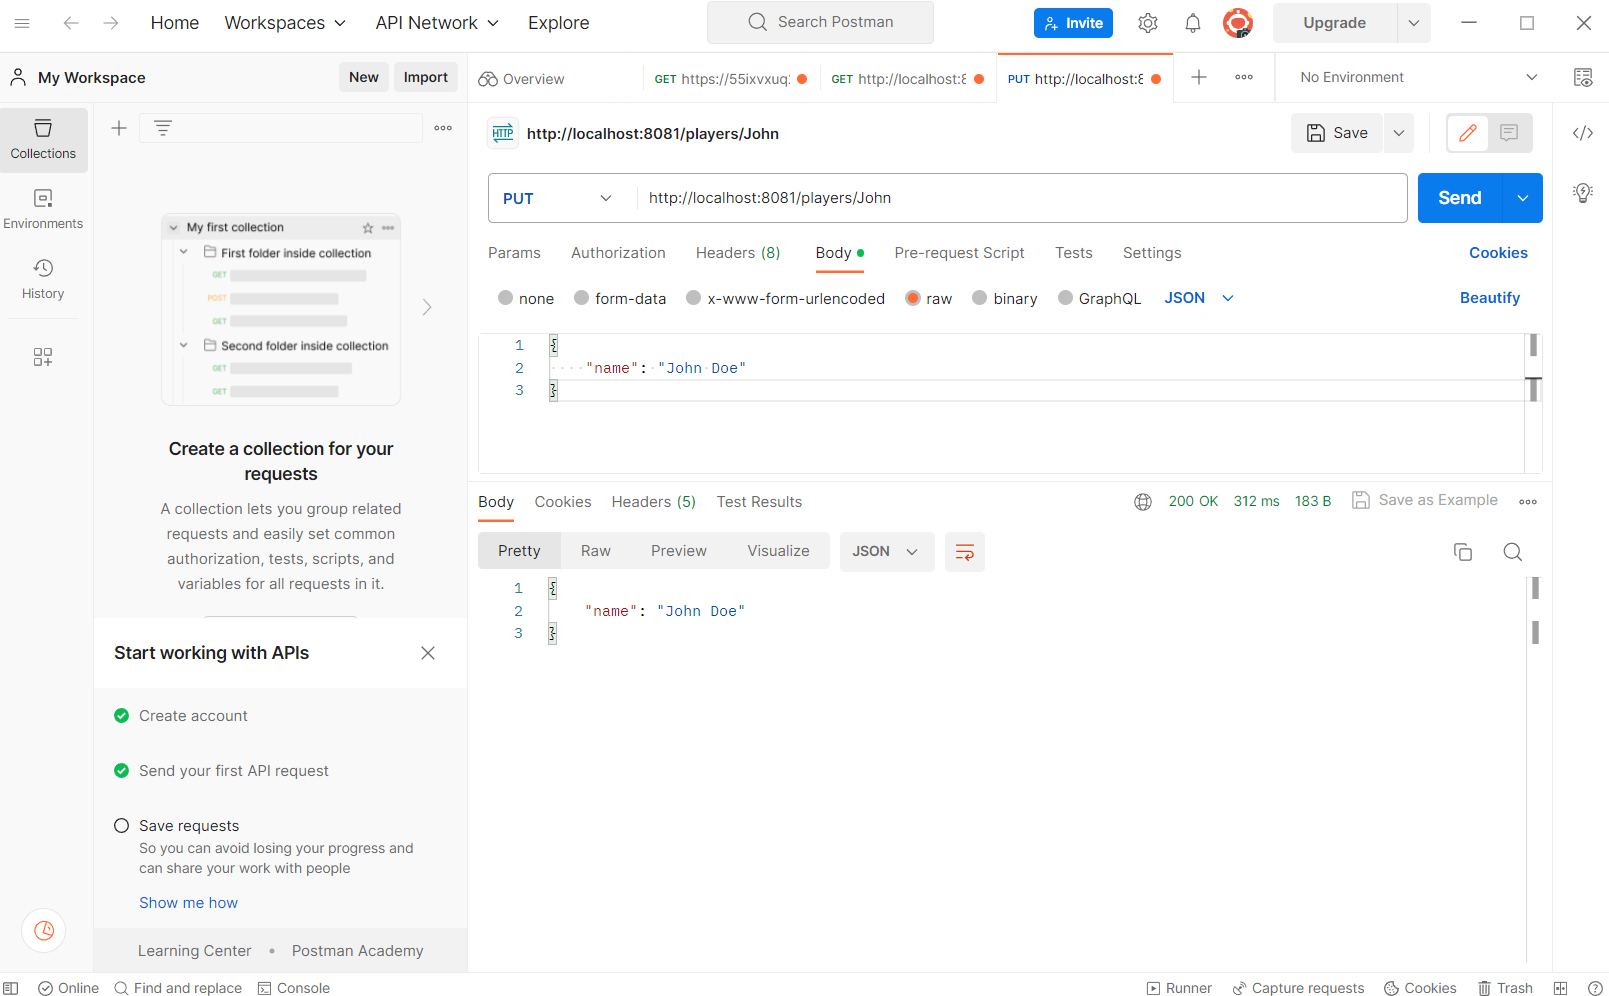 Home Workspaces API Network Explore Search Postman Invite Upgrade
My Workspace New Import Overview GET https://55ixvxuq: GET http://localhost:8 PUT http://localhost:8 No Environment
Collections
Environments
History
My first collection
First folder inside collection
GET
POST
GET
Second folder inside collection
GET
GET
Create a collection for your
requests
A collection lets you group related
requests and easily set common
authorization, tests, scripts, and
variables for all requests in it.
Start working with APIs
Create account
Send your first API request
Save requests
So you can avoid losing your progress and
can share your work with people
Show me how
Learning Center • Postman Academy
HTTP http://localhost:8081/players/John Save
PUT http://localhost:8081/players/John Send
Params Authorization Headers (8) Body Pre-request Script Tests Settings Cookies
none form-data x-www-form-urlencoded raw binary GraphQL JSON Beautify
1 {
2 "name": "John Doe"
3 }
Body Cookies Headers (5) Test Results 200 OK 312 ms 183 B Save as Example
Pretty Raw Preview Visualize JSON
1 {
2 "name": "John Doe"
3 }
Online Find and replace Console Runner Capture requests Cookies Trash